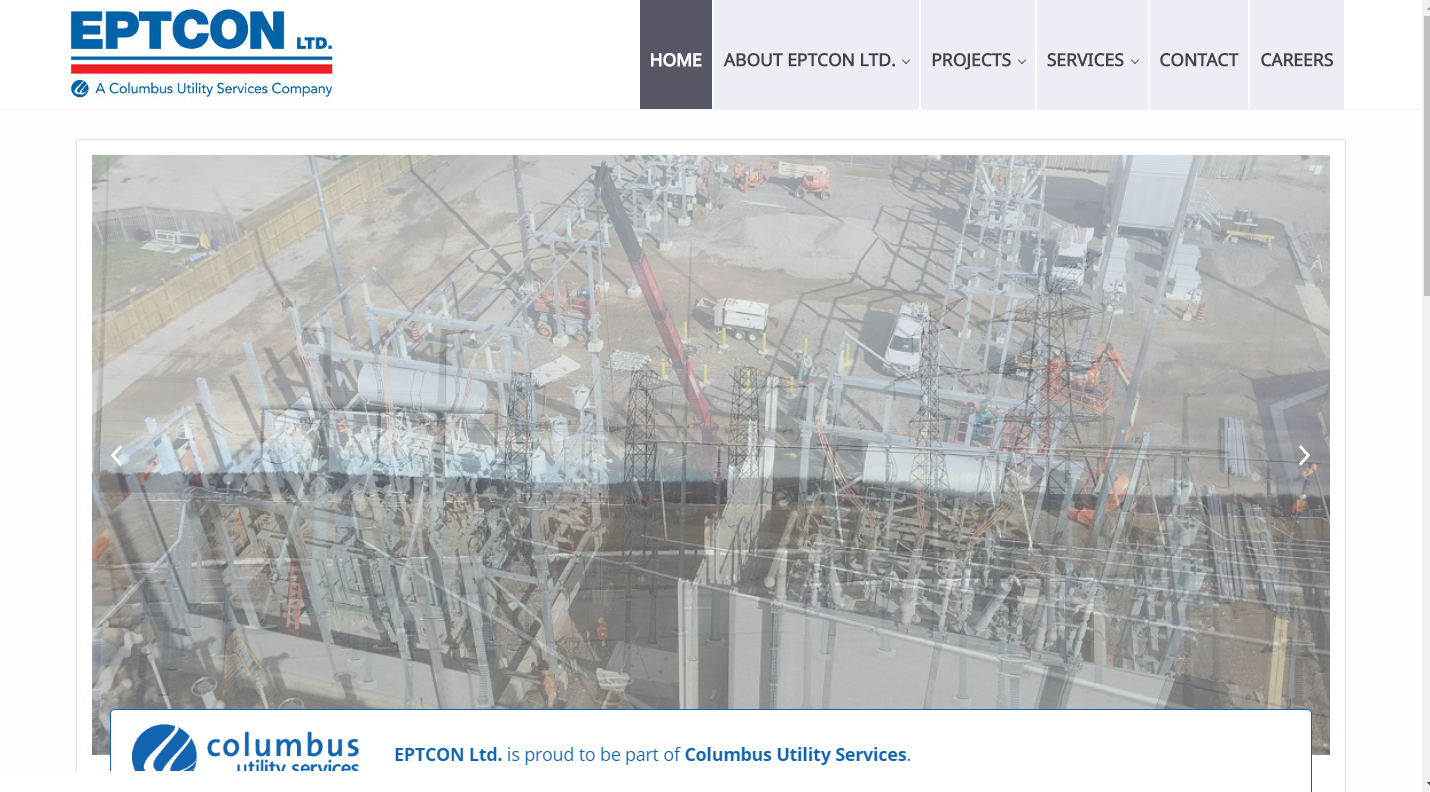 EPTCON LTD.
A Columbus Utility Services Company
HOME
ABOUT EPTCON LTD.
PROJECTS
SERVICES
CONTACT
CAREERS
columbus
utility services
EPTCON Ltd. is proud to be part of Columbus Utility Services.